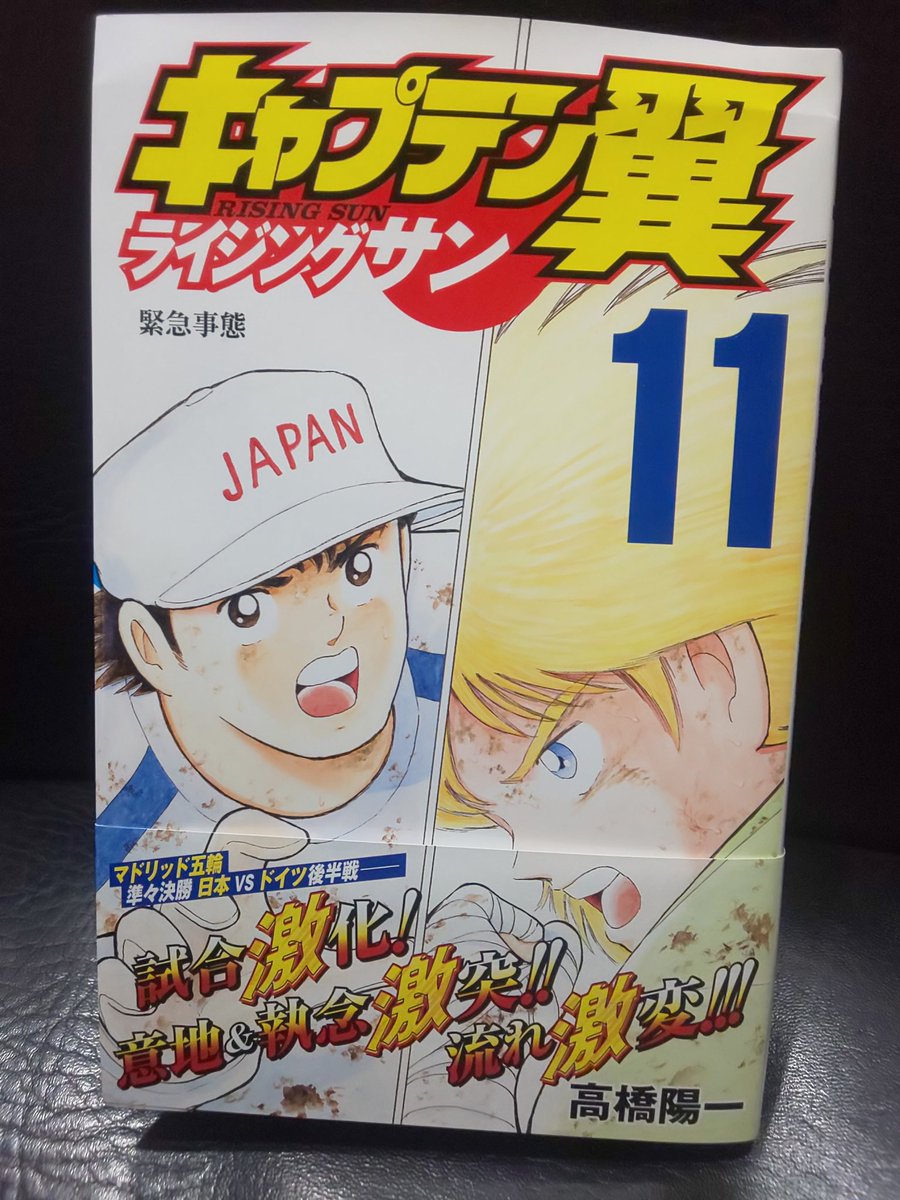 キャプテン翼
RISING SUN
ライジングサン
緊急事態
11
JAPAN
マドリッド五輪
準々決勝 日本 VS ドイツ後半戦――
試合激化!
意地&執念激突!!
流れ激変!!!
高橋陽一